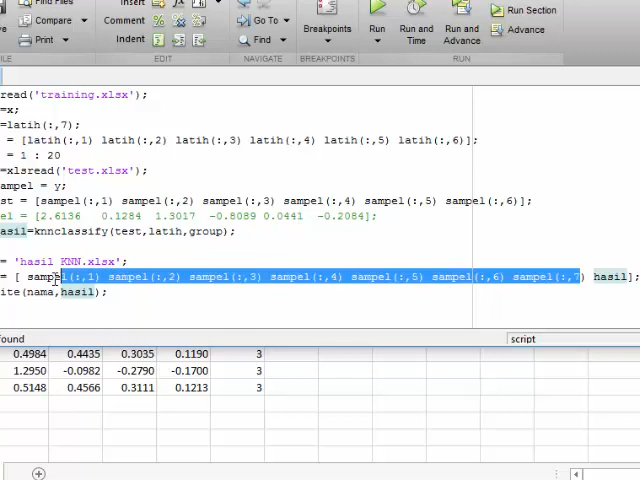 Find Files
Insert
fx
Compare
Comment
Go To
Breakpoints
Run
Run and
Time
Run and
Advance
Run Section
Advance
Print
Indent
Find
FILE
EDIT
NAVIGATE
BREAKPOINTS
RUN
read('training.xlsx');
=x;
=latih(:,7);
= [latih(:,1) latih(:,2) latih(:,3) latih(:,4) latih(:,5) latih(:,6)];
= 1 : 20
=xlsread('test.xlsx');
ampel = y;
st = [sampel(:,1) sampel(:,2) sampel(:,3) sampel(:,4) sampel(:,5) sampel(:,6)];
el = [2.6136 0.1284 1.3017 -0.8089 0.0441 -0.2084];
asil=knnclassify(test,latih,group);
= 'hasil KNN.xlsx';
= [ sampel(:,1) sampel(:,2) sampel(:,3) sampel(:,4) sampel(:,5) sampel(:,6) sampel(:,7) hasil];
ite(nama,hasil);
found
script
0.4984 0.4435 0.3035 0.1190 3
1.2950 -0.0982 -0.2790 -0.1700 3
0.5148 0.4566 0.3111 0.1213 3